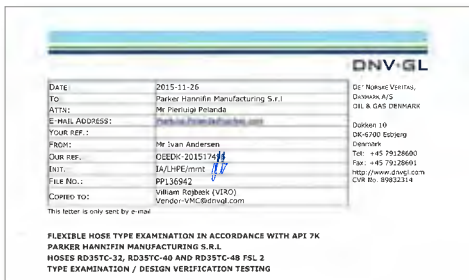 DNV·GL
DATE: 2015-11-26
TO Parker Hannifin Manufacturing S.r.l
ATTN: Mr Pierluigi Pelanda
E-MAIL ADDRESS:
YOUR REF.:
FROM: Mr Ivan Andersen
OUR REF. OEEDK-201517
INIT. IA/LHPE/mmt
FILE NO.: PP136942
COPIED TO: Villiam Rejbæk (VIRO)
Vendor-VMC@dnvgl.com
DET NORSKE VERITAS,
DANMARK A/S
OIL & GAS DENMARK
Dokken 10
DK-6700 Esbjerg
Denmark
Tel: +45 79128600
Fax: +45 79128601
http://www.dnvgl.com
CVR No. 89832314
This letter is only sent by e-mail
FLEXIBLE HOSE TYPE EXAMINATION IN ACCORDANCE WITH API 7K
PARKER HANNIFIN MANUFACTURING S.R.L
HOSES RD35TC-32, RD35TC-40 AND RD35TC-48 FSL 2
TYPE EXAMINATION / DESIGN VERIFICATION TESTING